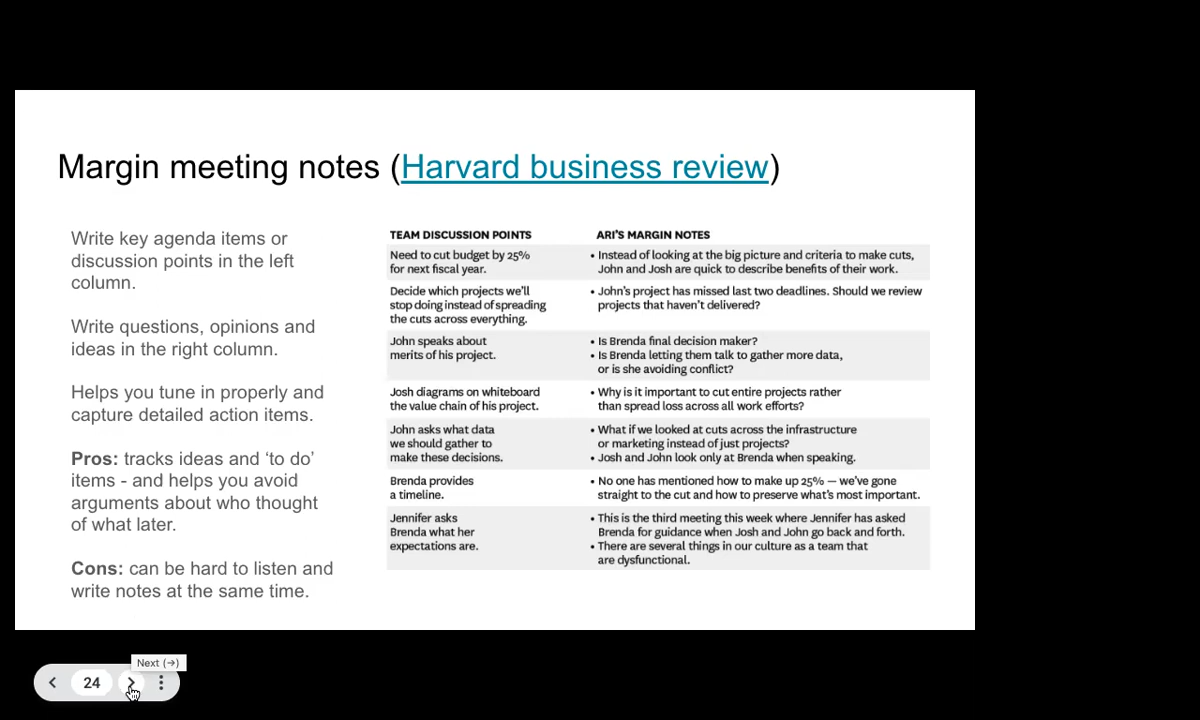 Margin meeting notes (Harvard business review)
Write key agenda items or
discussion points in the left
column.
Write questions, opinions and
ideas in the right column.
Helps you tune in properly and
capture detailed action items.
Pros: tracks ideas and ‘to do’
items - and helps you avoid
arguments about who thought
of what later.
Cons: can be hard to listen and
write notes at the same time.
TEAM DISCUSSION POINTS
ARI’S MARGIN NOTES
Need to cut budget by 25%
for next fiscal year.
• Instead of looking at the big picture and criteria to make cuts,
John and Josh are quick to describe benefits of their work.
Decide which projects we’ll
stop doing instead of spreading
the cuts across everything.
• John’s project has missed last two deadlines. Should we review
projects that haven’t delivered?
John speaks about
merits of his project.
• Is Brenda final decision maker?
• Is Brenda letting them talk to gather more data,
or is she avoiding conflict?
Josh diagrams on whiteboard
the value chain of his project.
• Why is it important to cut entire projects rather
than spread loss across all work efforts?
John asks what data
we should gather to
make these decisions.
• What if we looked at cuts across the infrastructure
or marketing instead of just projects?
• Josh and John look only at Brenda when speaking.
Brenda provides
a timeline.
• No one has mentioned how to make up 25% — we’ve gone
straight to the cut and how to preserve what’s most important.
Jennifer asks
Brenda what her
expectations are.
• This is the third meeting this week where Jennifer has asked
Brenda for guidance when Josh and John go back and forth.
• There are several things in our culture as a team that
are dysfunctional.
Next (→)
24